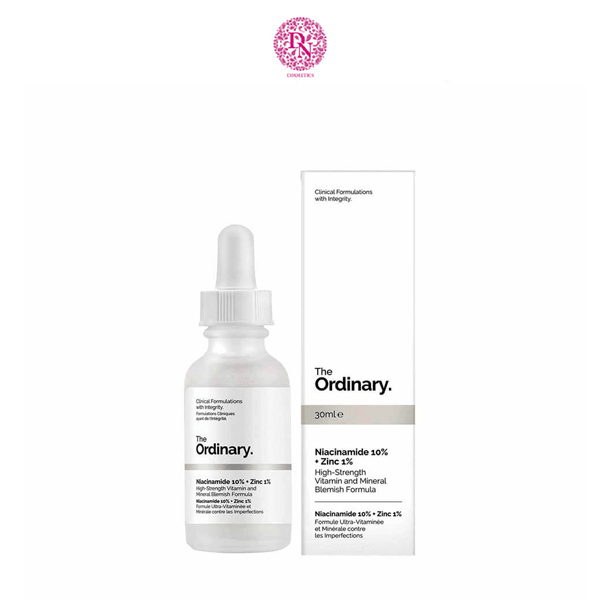 DN
COSMETICS
Clinical Formulations
with Integrity.
The
Ordinary.
30ml e
Niacinamide 10%
+ Zinc 1%
High-Strength
Vitamin and Mineral
Blemish Formula
Niacinamide 10% + Zinc 1%
Formule Ultra-Vitaminée
et Minérale contre
les Imperfections
Clinical Formulations
with Integrity.
Formulations Cliniques
ayant de l'Intégrité.
The
Ordinary.
Niacinamide 10% + Zinc 1%
High-Strength Vitamin and
Mineral Blemish Formula
Niacinamide 10% + Zinc 1%
Formule Ultra-Vitaminée et
Minérale contre les Imperfections